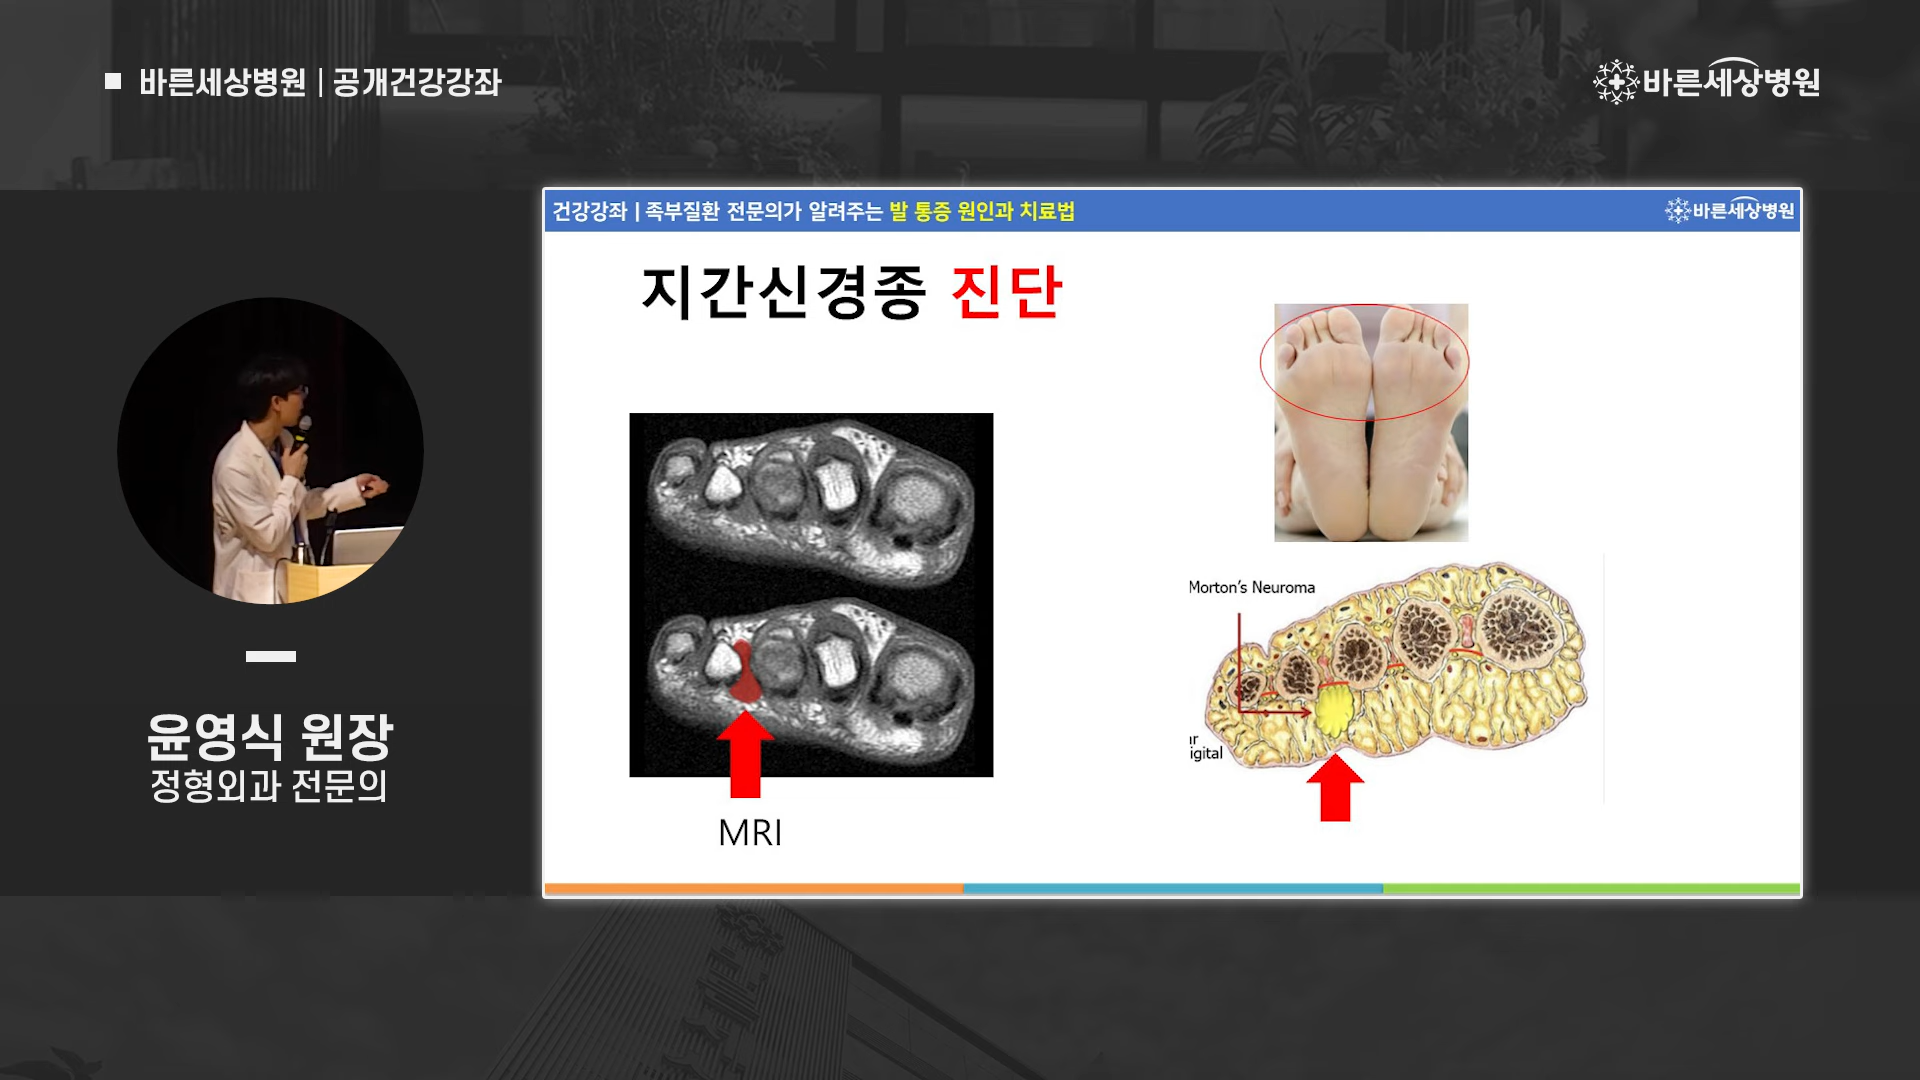 바른세상병원 | 공개건강강좌
바른세상병원
건강강좌 | 족부질환 전문의가 알려주는 발 통증 원인과 치료법
바른세상병원
지간신경종 진단
Morton's Neuroma
ır
igital
MRI
윤영식 원장
정형외과 전문의